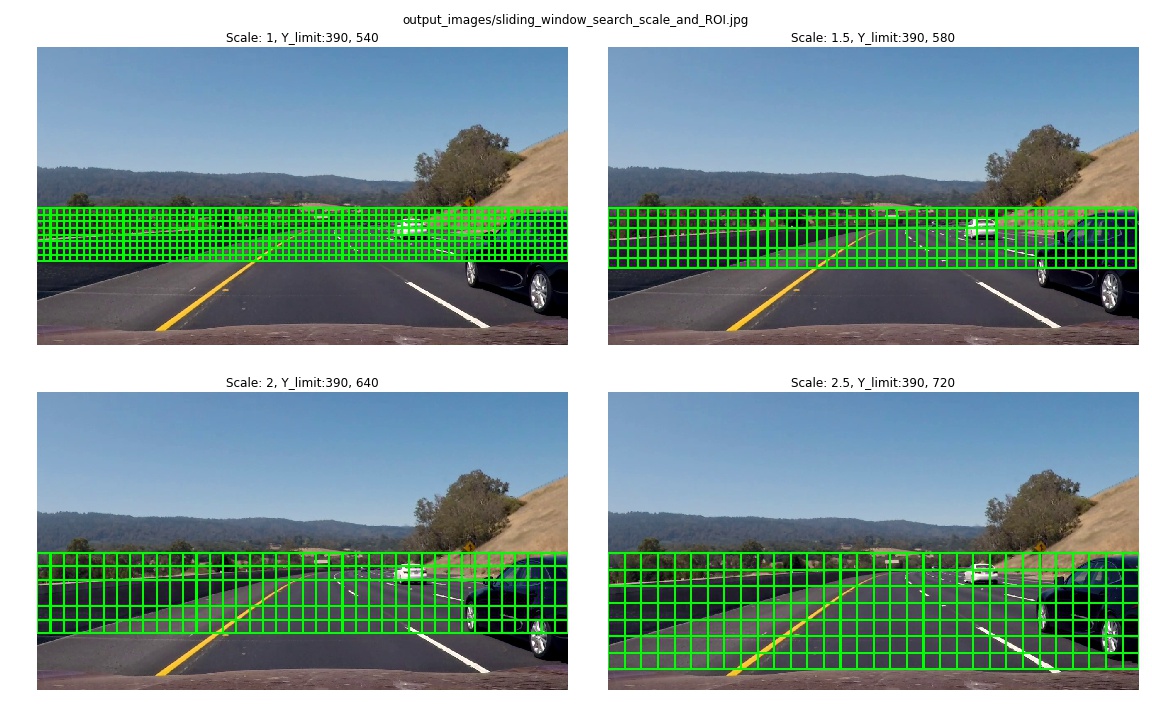 output_images/sliding_window_search_scale_and_ROI.jpg
Scale: 1, Y_limit:390, 540
Scale: 1.5, Y_limit:390, 580
Scale: 2, Y_limit:390, 640
Scale: 2.5, Y_limit:390, 720